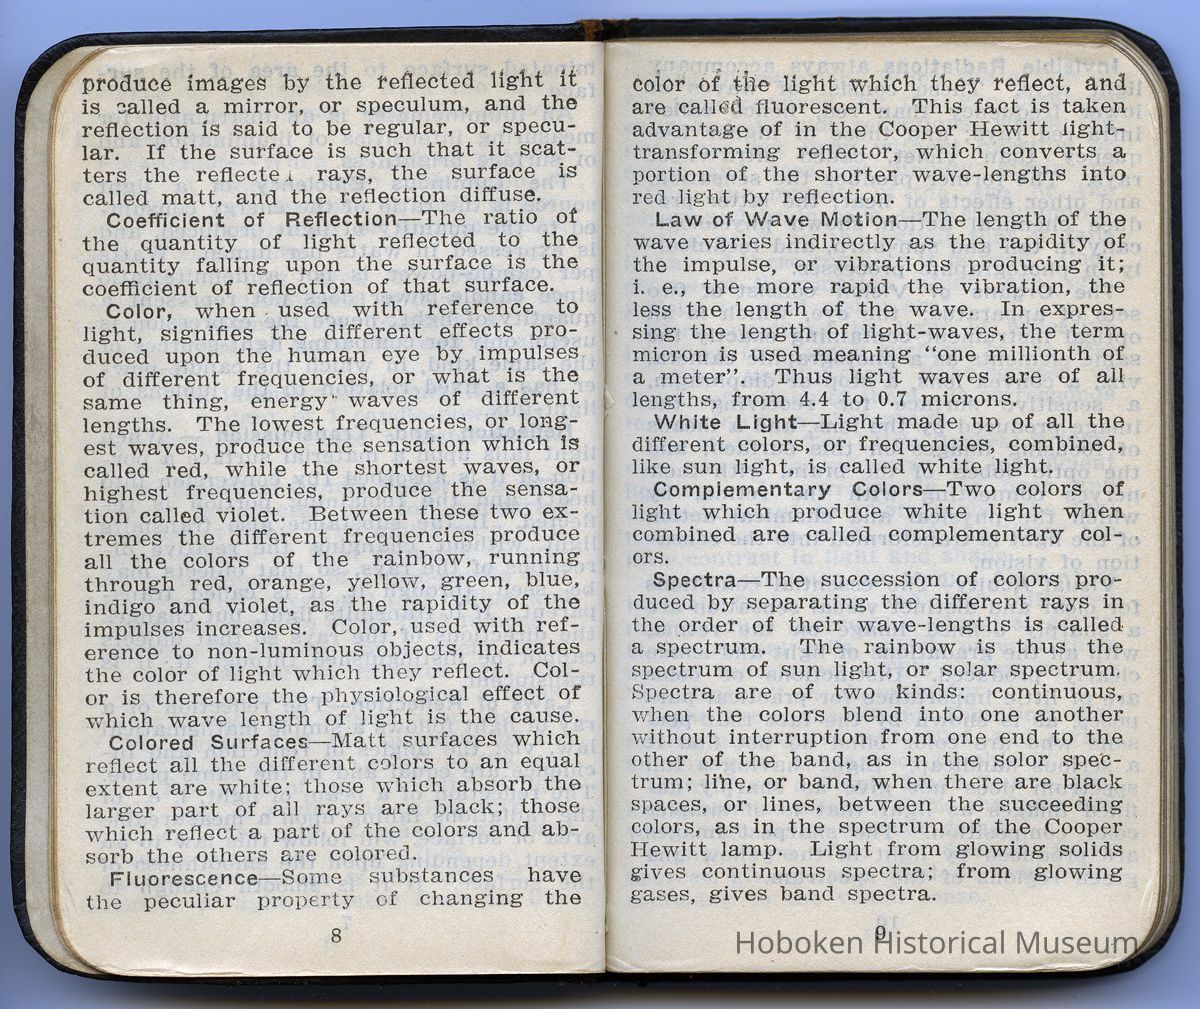 produce images by the reflected light it
is called a mirror, or speculum, and the
reflection is said to be regular, or specu-
lar. If the surface is such that it scat-
ters the reflecte rays, the surface is
called matt, and the reflection diffuse.
Coefficient of Reflection—The ratio of
the quantity of light reflected to the
quantity falling upon the surface is the
coefficient of reflection of that surface.
Color, when used with reference to
light, signifies the different effects pro-
duced upon the human eye by impulses
of different frequencies, or what is the
same thing, energy waves of different
lengths. The lowest frequencies, or long-
est waves, produce the sensation which is
called red, while the shortest waves, or
highest frequencies, produce the sensa-
tion called violet. Between these two ex-
tremes the different frequencies produce
all the colors of the rainbow, running
through red, orange, yellow, green, blue,
indigo and violet, as the rapidity of the
impulses increases. Color, used with ref-
erence to non-luminous objects, indicates
the color of light which they reflect. Col-
or is therefore the physiological effect of
which wave length of light is the cause.
Colored Surfaces—Matt surfaces which
reflect all the different colors to an equal
extent are white; those which absorb the
larger part of all rays are black; those
which reflect a part of the colors and ab-
sorb the others are colored.
Fluorescence—Some substances have
the peculiar property of changing the
8
color of the light which they reflect, and
are called fluorescent. This fact is taken
advantage of in the Cooper Hewitt light-
transforming reflector, which converts a
portion of the shorter wave-lengths into
red light by reflection.
Law of Wave Motion—The length of the
wave varies indirectly as the rapidity of
the impulse, or vibrations producing it;
i. e., the more rapid the vibration, the
less the length of the wave. In expres-
sing the length of light-waves, the term
micron is used meaning "one millionth of
a meter". Thus light waves are of all
lengths, from 4.4 to 0.7 microns.
White Light—Light made up of all the
different colors, or frequencies, combined,
like sun light, is called white light.
Complementary Colors—Two colors of
light which produce white light when
combined are called complementary col-
ors.
Spectra—The succession of colors pro-
duced by separating the different rays in
the order of their wave-lengths is called
a spectrum. The rainbow is thus the
spectrum of sun light, or solar spectrum.
Spectra are of two kinds: continuous,
when the colors blend into one another
without interruption from one end to the
other of the band, as in the solor spec-
trum; line, or band, when there are black
spaces, or lines, between the succeeding
colors, as in the spectrum of the Cooper
Hewitt lamp. Light from glowing solids
gives continuous spectra; from glowing
gases, gives band spectra.
9
Hoboken Historical Museum